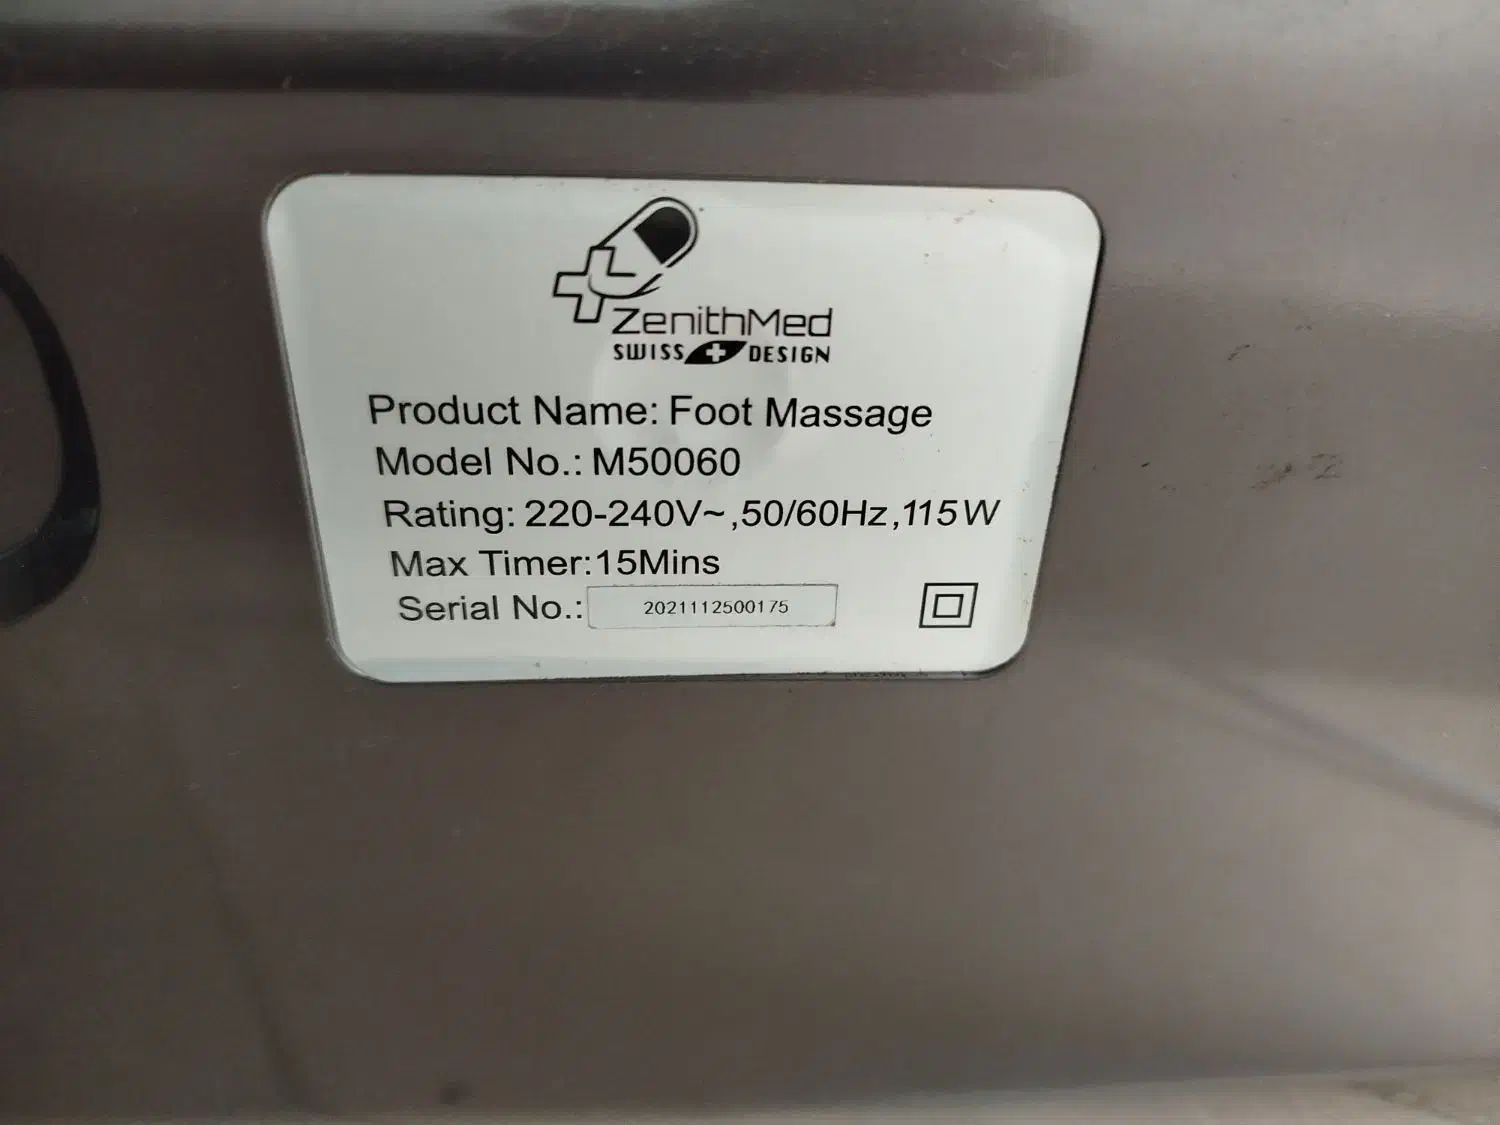 ZenithMed
SWISS DESIGN
Product Name: Foot Massage
Model No.: M50060
Rating: 220-240V~,50/60Hz,115W
Max Timer:15Mins
Serial No.: 2021112500175